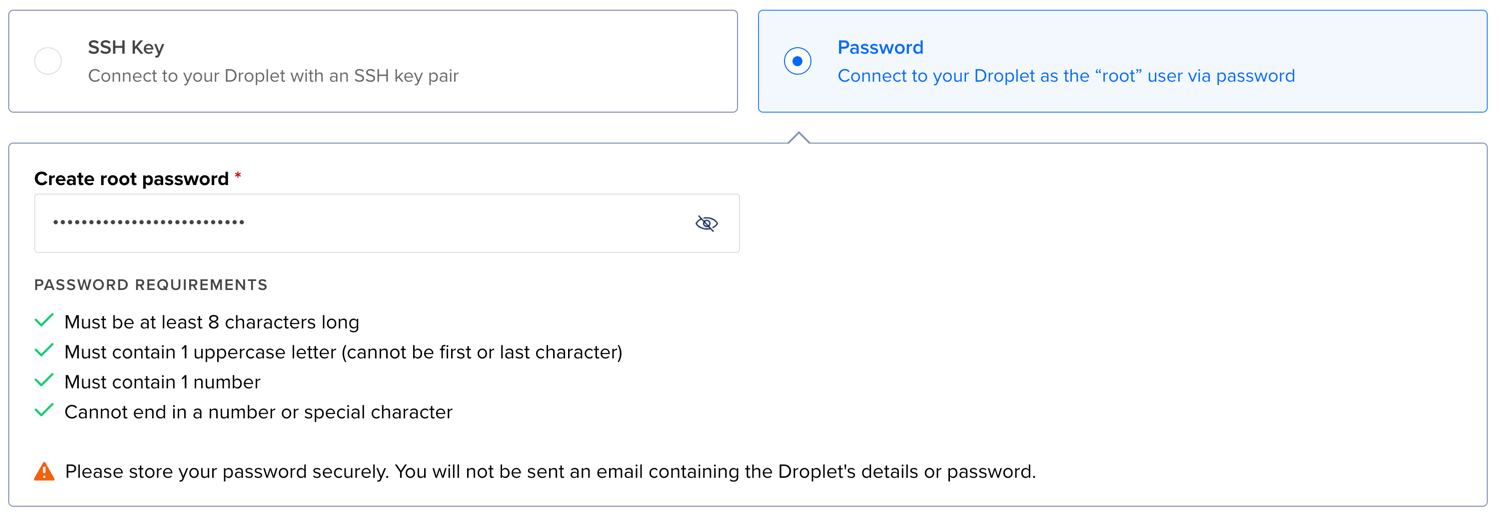 SSH Key
Connect to your Droplet with an SSH key pair
Password
Connect to your Droplet as the “root” user via password
Create root password *
•••••••••••••••••••••••••••
PASSWORD REQUIREMENTS
Must be at least 8 characters long
Must contain 1 uppercase letter (cannot be first or last character)
Must contain 1 number
Cannot end in a number or special character
Please store your password securely. You will not be sent an email containing the Droplet's details or password.